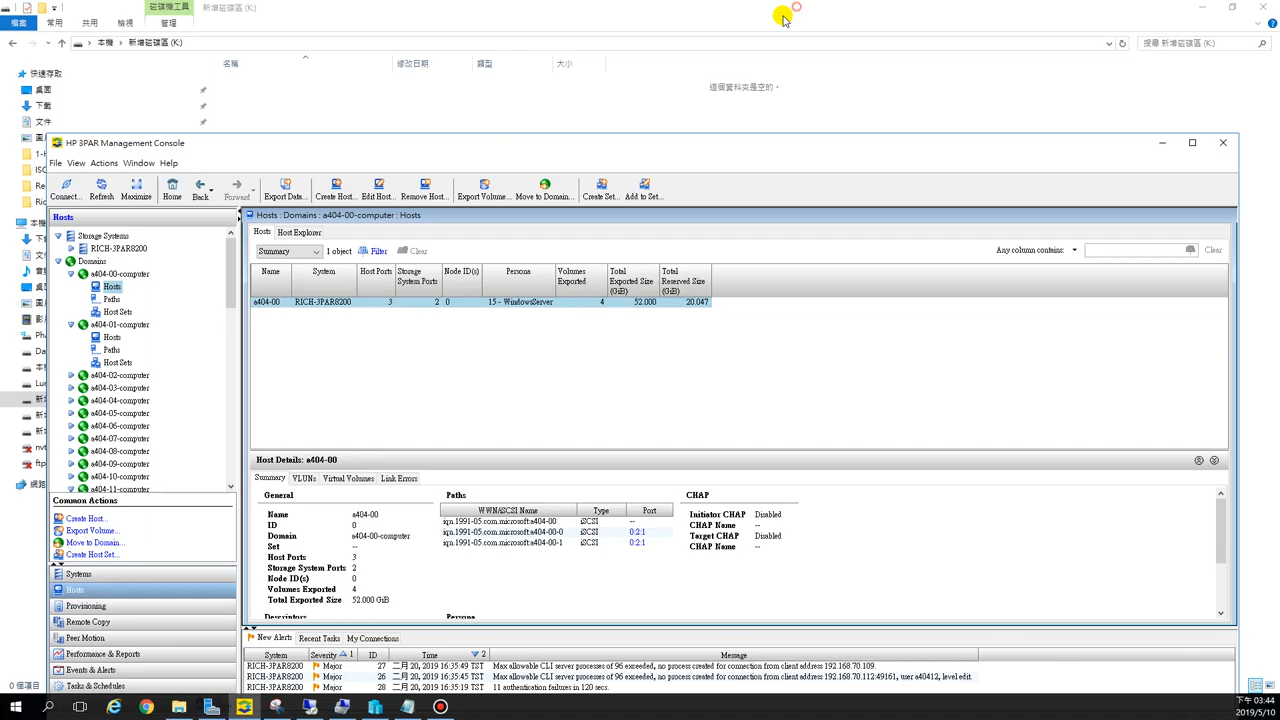 磁碟機工具
新增磁碟區 (K:)
檔案 常用 共用 檢視 管理
本機 新增磁碟區 (K:)
搜尋 新增磁碟區 (K:)
快速存取
桌面
下載
文件
名稱 修改日期 類型 大小
這個資料夾是空的。
HP 3PAR Management Console
File View Actions Window Help
Connect... Refresh Maximize Home Back Forward Export Data... Create Host... Edit Host... Remove Host... Export Volume... Move to Domain... Create Set... Add to Set...
Hosts
Storage Systems
RICH-3PAR8200
Domains
a404-00-computer
Hosts
Paths
Host Sets
a404-01-computer
Hosts
Paths
Host Sets
a404-02-computer
a404-03-computer
a404-04-computer
a404-05-computer
a404-06-computer
a404-07-computer
a404-08-computer
a404-09-computer
a404-10-computer
a404-11-computer
Common Actions
Create Host...
Export Volume...
Move to Domain...
Create Host Set...
Systems
Hosts
Provisioning
Remote Copy
Peer Motion
Performance & Reports
Events & Alerts
Tasks & Schedules
Hosts : Domains : a404-00-computer : Hosts
Hosts Host Explorer
Summary 1 object Filter Clear Any column contains: Clear
Name System Host Ports Storage System Ports Node ID(s) Persona Volumes Exported Total Exported Size (GiB) Total Reserved Size (GiB)
a404-00 RICH-3PAR8200 3 2 0 15 - WindowsServer 4 52.000 20.047
Host Details: a404-00
Summary VLUNs Virtual Volumes Link Errors
General
Name a404-00
ID 0
Domain a404-00-computer
Set --
Host Ports 3
Storage System Ports 2
Node ID(s) 0
Volumes Exported 4
Total Exported Size 52.000 GiB
Descriptors
Paths
WWN/iSCSI Name Type Port
iqn.1991-05.com.microsoft:a404-00 iSCSI --
iqn.1991-05.com.microsoft:a404-00-0 iSCSI 0:2:1
iqn.1991-05.com.microsoft:a404-00-1 iSCSI 0:2:1
Persona
CHAP
Initiator CHAP Disabled
CHAP Name --
Target CHAP Disabled
CHAP Name --
New Alerts Recent Tasks My Connections
System Severity 1 ID Time 2 Message
RICH-3PAR8200 Major 27 二月 20, 2019 16:35:49 TST Max allowable CLI server processes of 96 exceeded, no process created for connection from client address 192.168.70.109.
RICH-3PAR8200 Major 26 二月 20, 2019 16:35:45 TST Max allowable CLI server processes of 96 exceeded, no process created for connection from client address 192.168.70.112:49161, user a40412, level edit.
RICH-3PAR8200 Major 28 二月 20, 2019 16:35:19 TST 11 authentication failures in 120 secs.
0 個項目
下午 03:44
2019/5/10